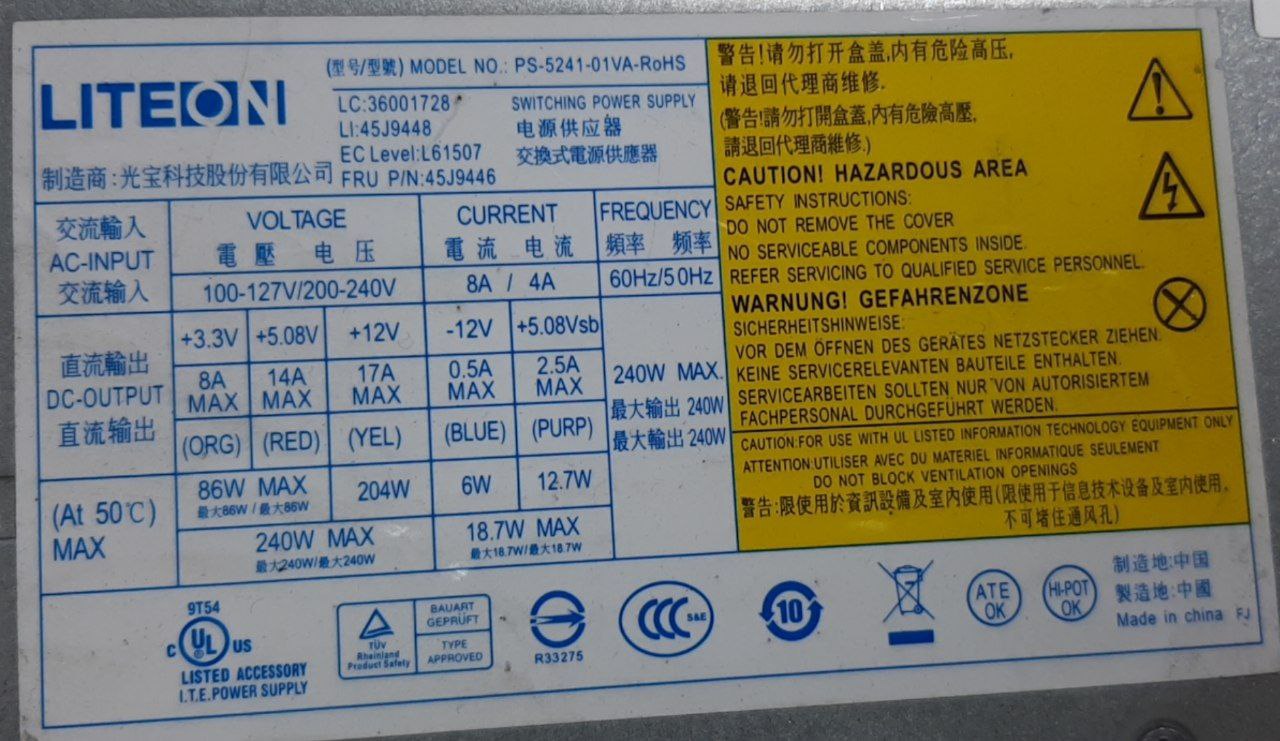 LITEON
(型号/型號) MODEL NO.: PS-5241-01VA-RoHS
LC:36001728 SWITCHING POWER SUPPLY
LI:45J9448 电源供应器
EC Level:L61507 交換式電源供應器
制造商:光宝科技股份有限公司 FRU P/N:45J9446
交流輸入 AC-INPUT 交流输入
VOLTAGE CURRENT FREQUENCY
電壓 电压 電流 电流 頻率 频率
100-127V/200-240V 8A / 4A 60Hz/50Hz
直流輸出 DC-OUTPUT 直流输出
+3.3V +5.08V +12V -12V +5.08Vsb
8A MAX 14A MAX 17A MAX 0.5A MAX 2.5A MAX
(ORG) (RED) (YEL) (BLUE) (PURP)
240W MAX.
最大输出 240W
最大輸出 240W
(At 50℃) MAX
86W MAX 204W 6W 12.7W
最大86W / 最大86W
240W MAX 18.7W MAX
最大240W/最大240W 最大18.7W/最大18.7W
警告!请勿打开盒盖,内有危险高压,
请退回代理商维修.
(警告!請勿打開盒蓋,內有危險高壓,
請退回代理商維修.)
CAUTION! HAZARDOUS AREA
SAFETY INSTRUCTIONS:
DO NOT REMOVE THE COVER
NO SERVICEABLE COMPONENTS INSIDE.
REFER SERVICING TO QUALIFIED SERVICE PERSONNEL.
WARNUNG! GEFAHRENZONE
SICHERHEITSHINWEISE:
VOR DEM ÖFFNEN DES GERÄTES NETZSTECKER ZIEHEN.
KEINE SERVICERELEVANTEN BAUTEILE ENTHALTEN.
SERVICEARBEITEN SOLLTEN NUR VON AUTORISIERTEM
FACHPERSONAL DURCHGEFÜHRT WERDEN.
CAUTION:FOR USE WITH UL LISTED INFORMATION TECHNOLOGY EQUIPMENT ONLY
ATTENTION:UTILISER AVEC DU MATERIEL INFORMATIQUE SEULEMENT
DO NOT BLOCK VENTILATION OPENINGS
警告:限使用於資訊設備及室內使用(限使用于信息技术设备及室内使用,
不可堵住通风孔)
9T54
C UL US
LISTED ACCESSORY
I.T.E.POWER SUPPLY
TÜV
Rheinland
Product Safety
BAUART
GEPRÜFT
TYPE
APPROVED
R33275
CCC S&E
10
ATE
OK
HI-POT
OK
制造地:中国
製造地:中國
Made in china FJ